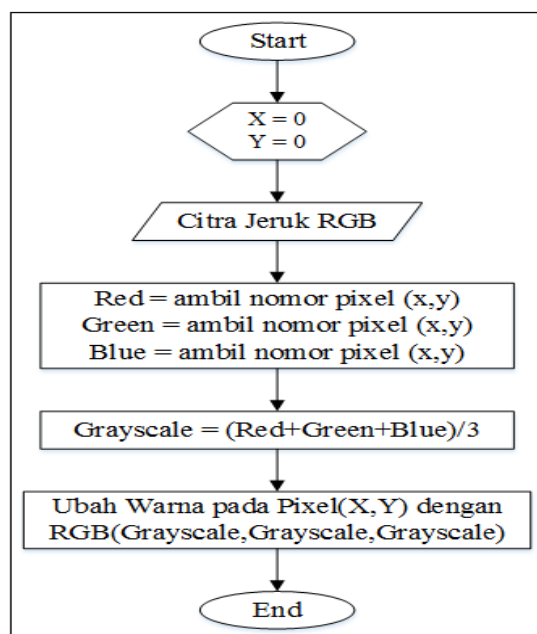 Start
X = 0
Y = 0
Citra Jeruk RGB
Red = ambil nomor pixel (x,y)
Green = ambil nomor pixel (x,y)
Blue = ambil nomor pixel (x,y)
Grayscale = (Red+Green+Blue)/3
Ubah Warna pada Pixel(X,Y) dengan
RGB(Grayscale,Grayscale,Grayscale)
End